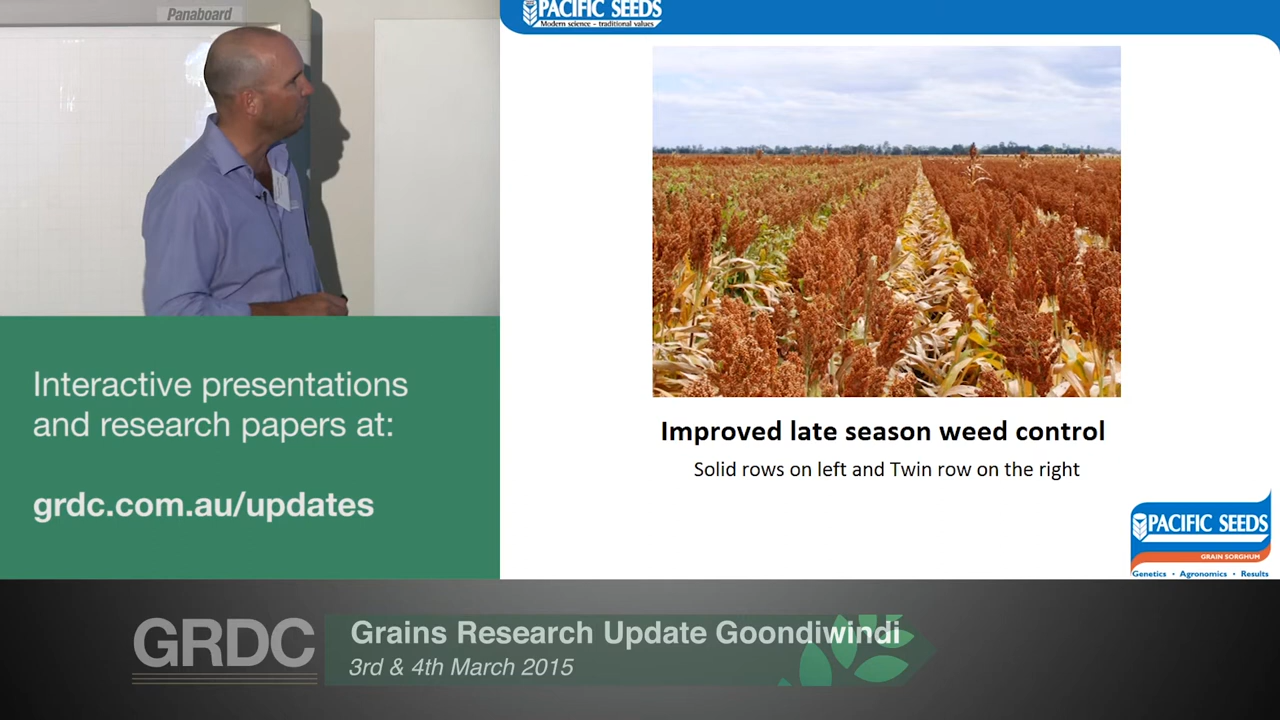 Panaboard
PACIFIC SEEDS
Modern science - traditional values
Improved late season weed control
Solid rows on left and Twin row on the right
Interactive presentations
and research papers at:
grdc.com.au/updates
PACIFIC SEEDS
GRAIN SORGHUM
Genetics • Agronomics • Results
GRDC
Grains Research Update Goondiwindi
3rd & 4th March 2015